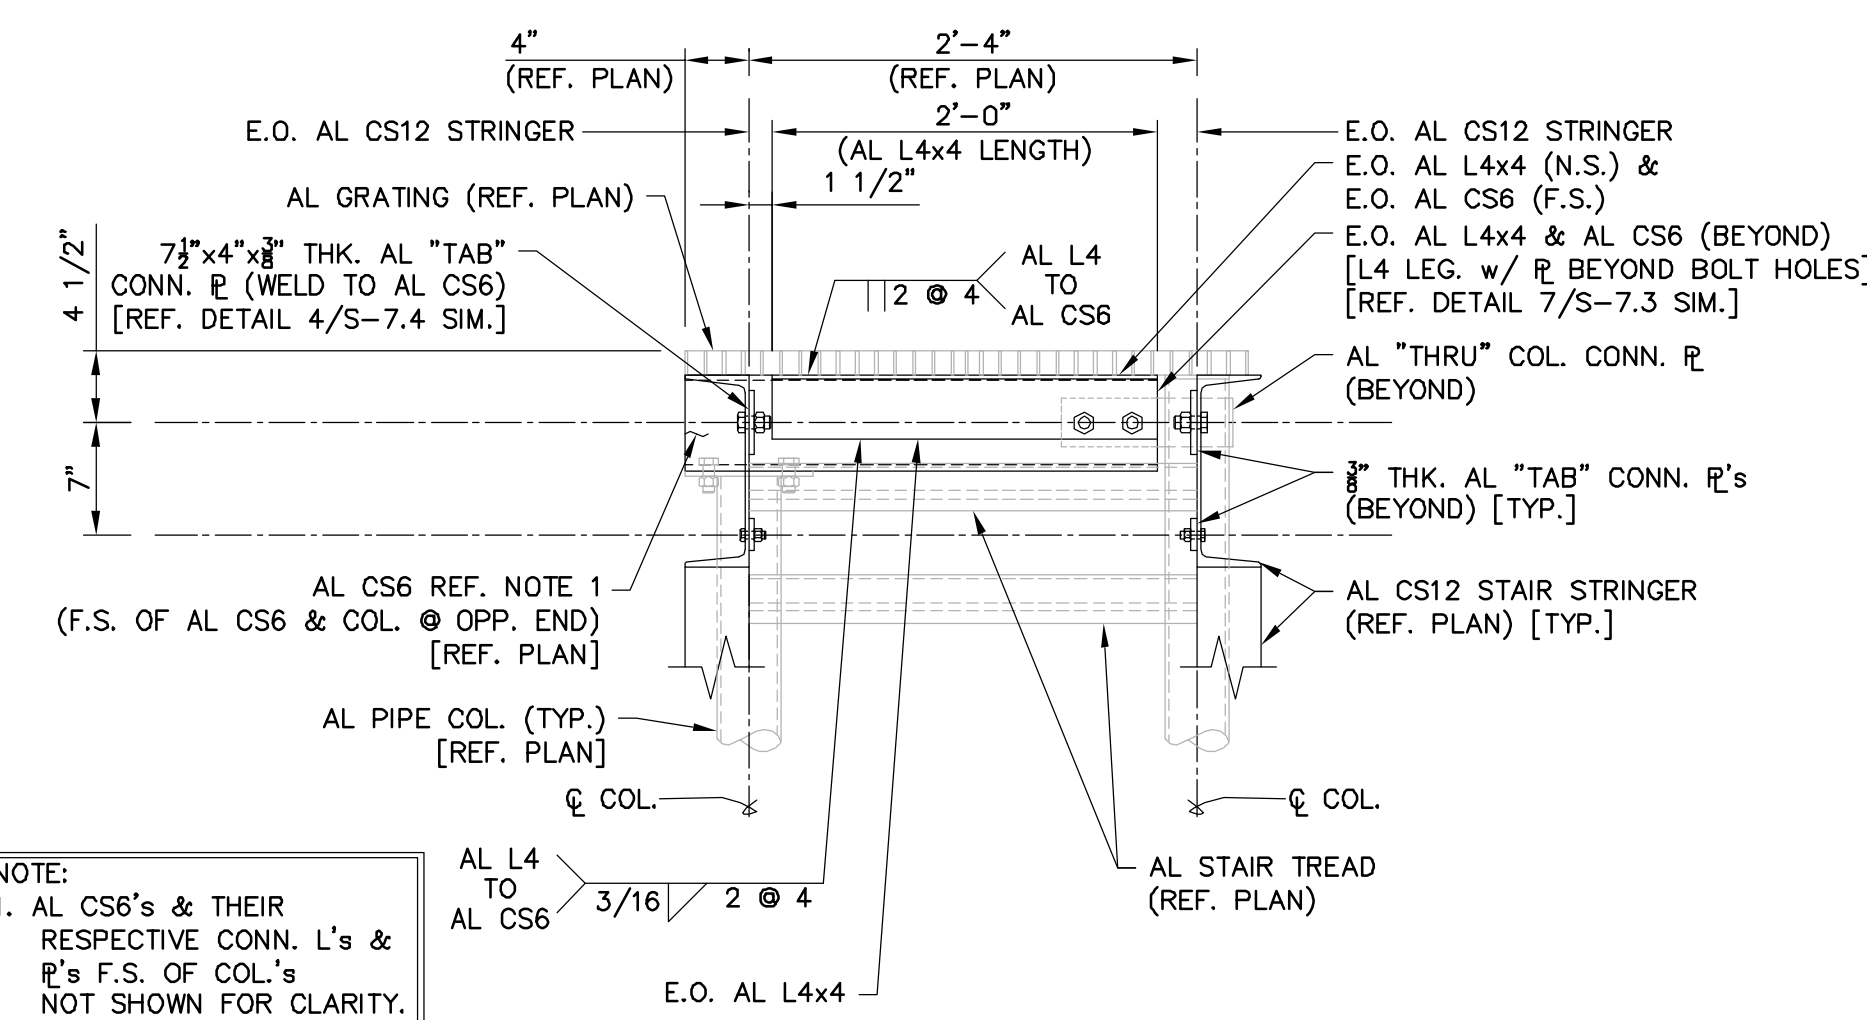 4"
(REF. PLAN)
2'-4"
(REF. PLAN)
2'-0"
(AL L4x4 LENGTH)
1 1/2"
E.O. AL CS12 STRINGER
AL GRATING (REF. PLAN)
7 1/2"x4"x3/8" THK. AL "TAB"
CONN. ℙL (WELD TO AL CS6)
[REF. DETAIL 4/S-7.4 SIM.]
4 1/2"
7"
AL L4
TO
AL CS6
2 @ 4
E.O. AL CS12 STRINGER
E.O. AL L4x4 (N.S.) &
E.O. AL CS6 (F.S.)
E.O. AL L4x4 & AL CS6 (BEYOND)
[L4 LEG. w/ ℙL BEYOND BOLT HOLES]
[REF. DETAIL 7/S-7.3 SIM.]
AL "THRU" COL. CONN. ℙL
(BEYOND)
3/8" THK. AL "TAB" CONN. ℙL's
(BEYOND) [TYP.]
AL CS12 STAIR STRINGER
(REF. PLAN) [TYP.]
AL CS6 REF. NOTE 1
(F.S. OF AL CS6 & COL. @ OPP. END)
[REF. PLAN]
AL PIPE COL. (TYP.)
[REF. PLAN]
℄ COL.
℄ COL.
AL L4
TO
AL CS6
3/16
2 @ 4
AL STAIR TREAD
(REF. PLAN)
E.O. AL L4x4
NOTE:
1. AL CS6's & THEIR
RESPECTIVE CONN. L's &
ℙL's F.S. OF COL.'s
NOT SHOWN FOR CLARITY.